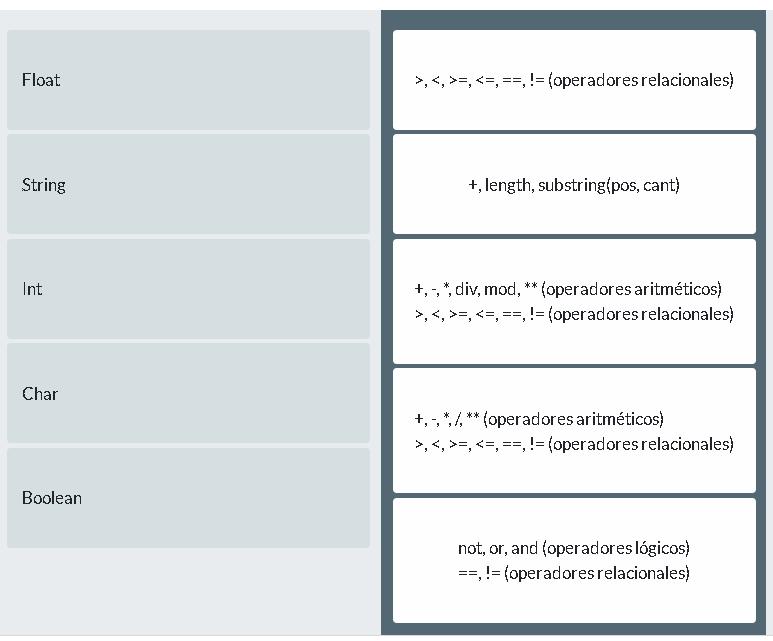 Float
String
Int
Char
Boolean
>, <, >=, <=, ==, != (operadores relacionales)
+, length, substring(pos, cant)
+, -, *, div, mod, ** (operadores aritméticos)
>, <, >=, <=, ==, != (operadores relacionales)
+, -, *, /, ** (operadores aritméticos)
>, <, >=, <=, ==, != (operadores relacionales)
not, or, and (operadores lógicos)
==, != (operadores relacionales)